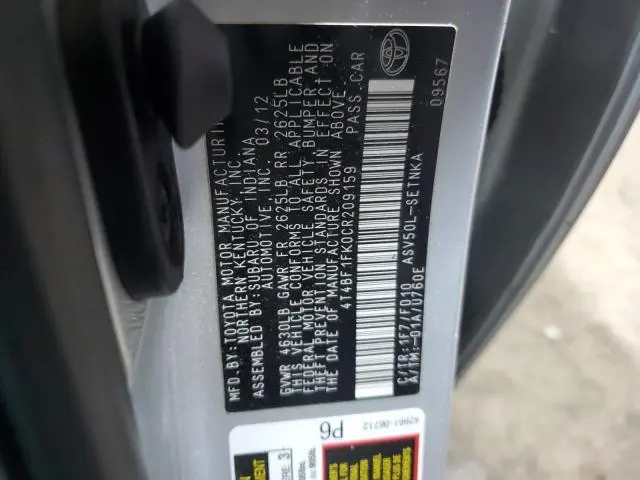 MFD.BY:TOYOTA MOTOR MANUFACTURING
NORTHERN KENTUCKY, INC.
ASSEMBLED BY:SUBARU OF INDIANA
AUTOMOTIVE,INC. 03/12
GVWR 4630LB GAWR FR 2625LB RR 2625LB
THIS VEHICLE CONFORMS TO ALL APPLICABLE
FEDERAL MOTOR VEHICLE SAFETY, BUMPER AND
THEFT PREVENTION STANDARDS IN EFFECT ON
THE DATE OF MANUFACTURE SHOWN ABOVE.
4T4BF1FK0CR209159 PASS.CAR
C/TR:1F7/FD10 ASV50L-SETNKA
A/TM:-01A/U760E
09567
P6